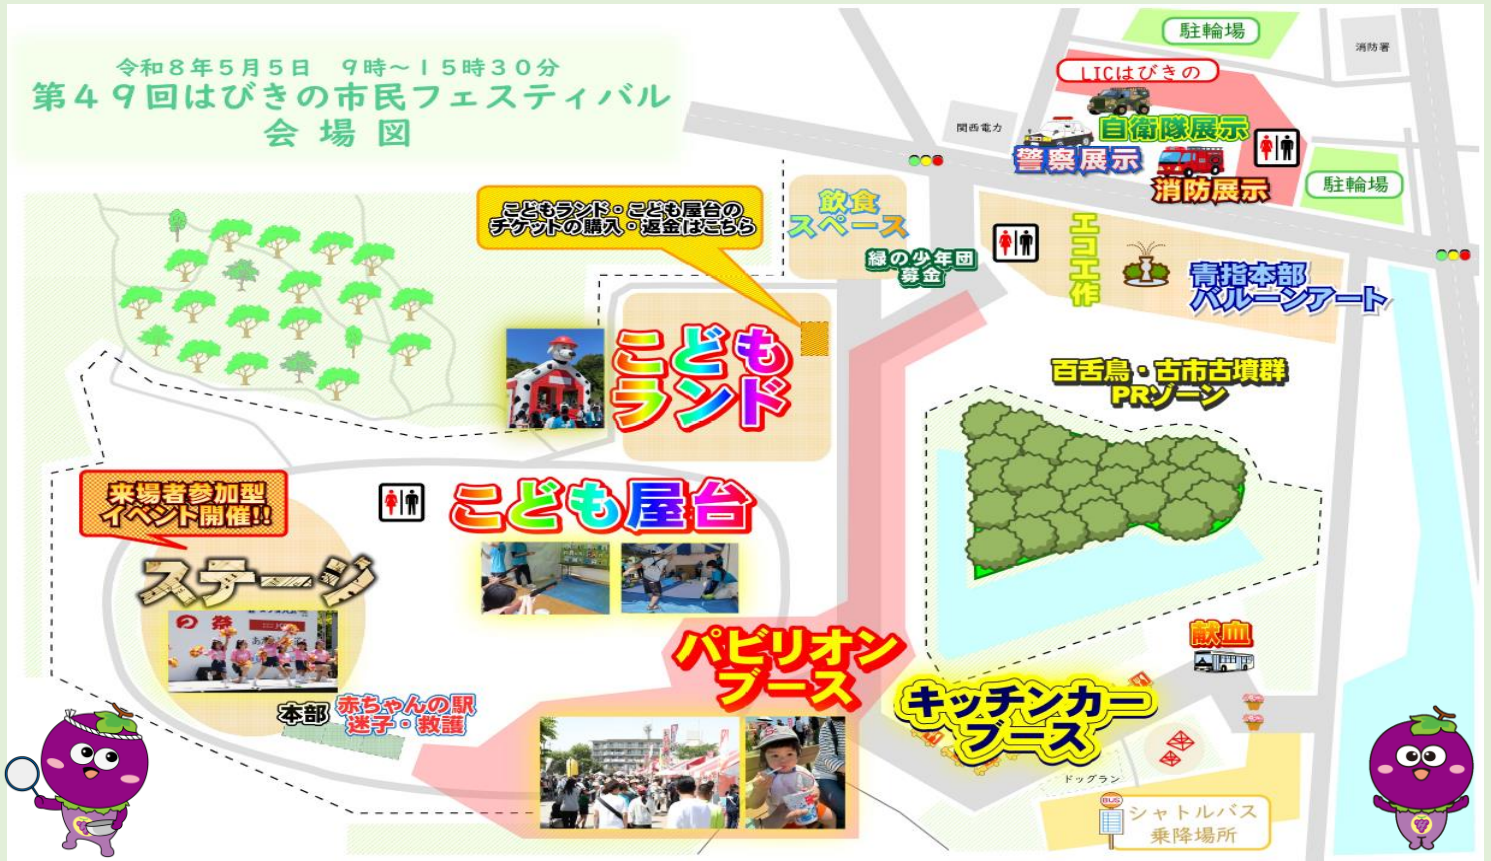 令和8年5月5日　9時～15時30分
第49回はびきの市民フェスティバル
会場図
駐輪場
消防署
LICはびきの
関西電力
自衛隊展示
警察展示
消防展示
駐輪場
こどもランド・こども屋台の
チケットの購入・返金はこちら
飲食
スペース
緑の少年団
募金
エコ工作
青指本部
バルーンアート
こども
ランド
百舌鳥・古市古墳群
PRゾーン
来場者参加型
イベント開催!!
こども屋台
ステージ
パビリオン
ブース
献血
キッチンカー
ブース
本部
赤ちゃんの駅
迷子・救護
ドッグラン
BUS
シャトルバス
乗降場所